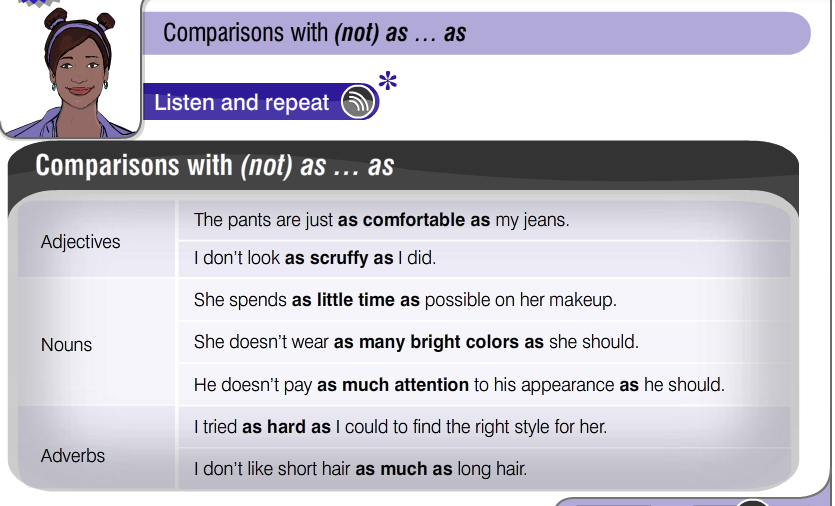 Comparisons with (not) as … as
Listen and repeat *
Comparisons with (not) as … as
Adjectives
The pants are just as comfortable as my jeans.
I don't look as scruffy as I did.
Nouns
She spends as little time as possible on her makeup.
She doesn't wear as many bright colors as she should.
He doesn't pay as much attention to his appearance as he should.
Adverbs
I tried as hard as I could to find the right style for her.
I don't like short hair as much as long hair.